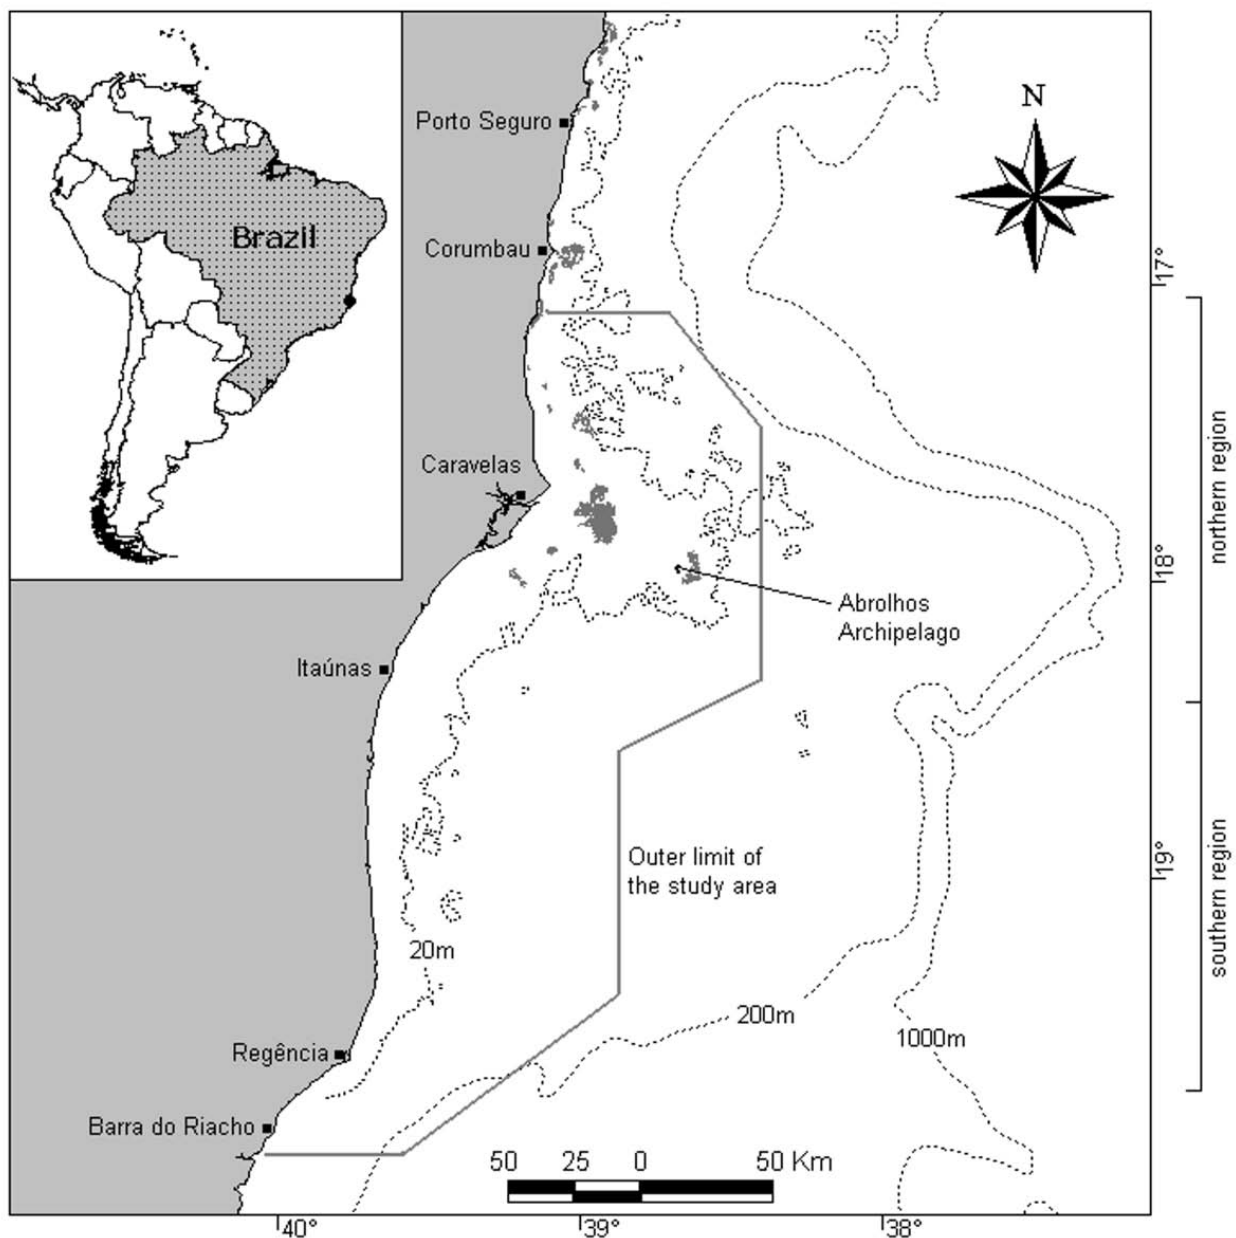 Brazil
N
Porto Seguro
Corumbau
Caravelas
Abrolhos
Archipelago
Itaúnas
Outer limit of
the study area
20m
200m
1000m
Regência
Barra do Riacho
50 25 0 50 Km
40°
39°
38°
17°
18°
19°
northern region
southern region